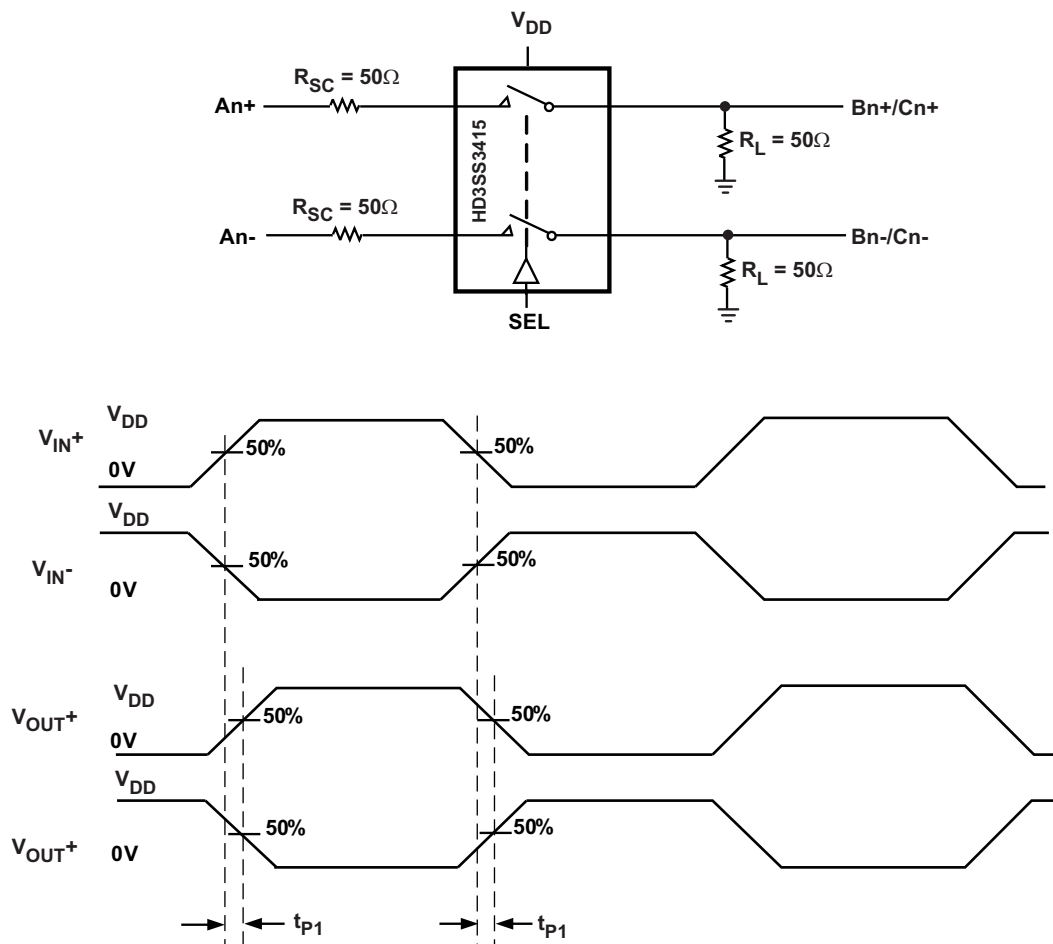 VDD
RSC = 50Ω
An+
Bn+/Cn+
HD3SS3415
RL = 50Ω
RSC = 50Ω
An-
Bn-/Cn-
RL = 50Ω
SEL
VDD
VIN+
50%
50%
0V
VDD
VIN-
50%
50%
0V
VDD
VOUT+
50%
50%
0V
VDD
50%
50%
VOUT+
0V
tP1
tP1